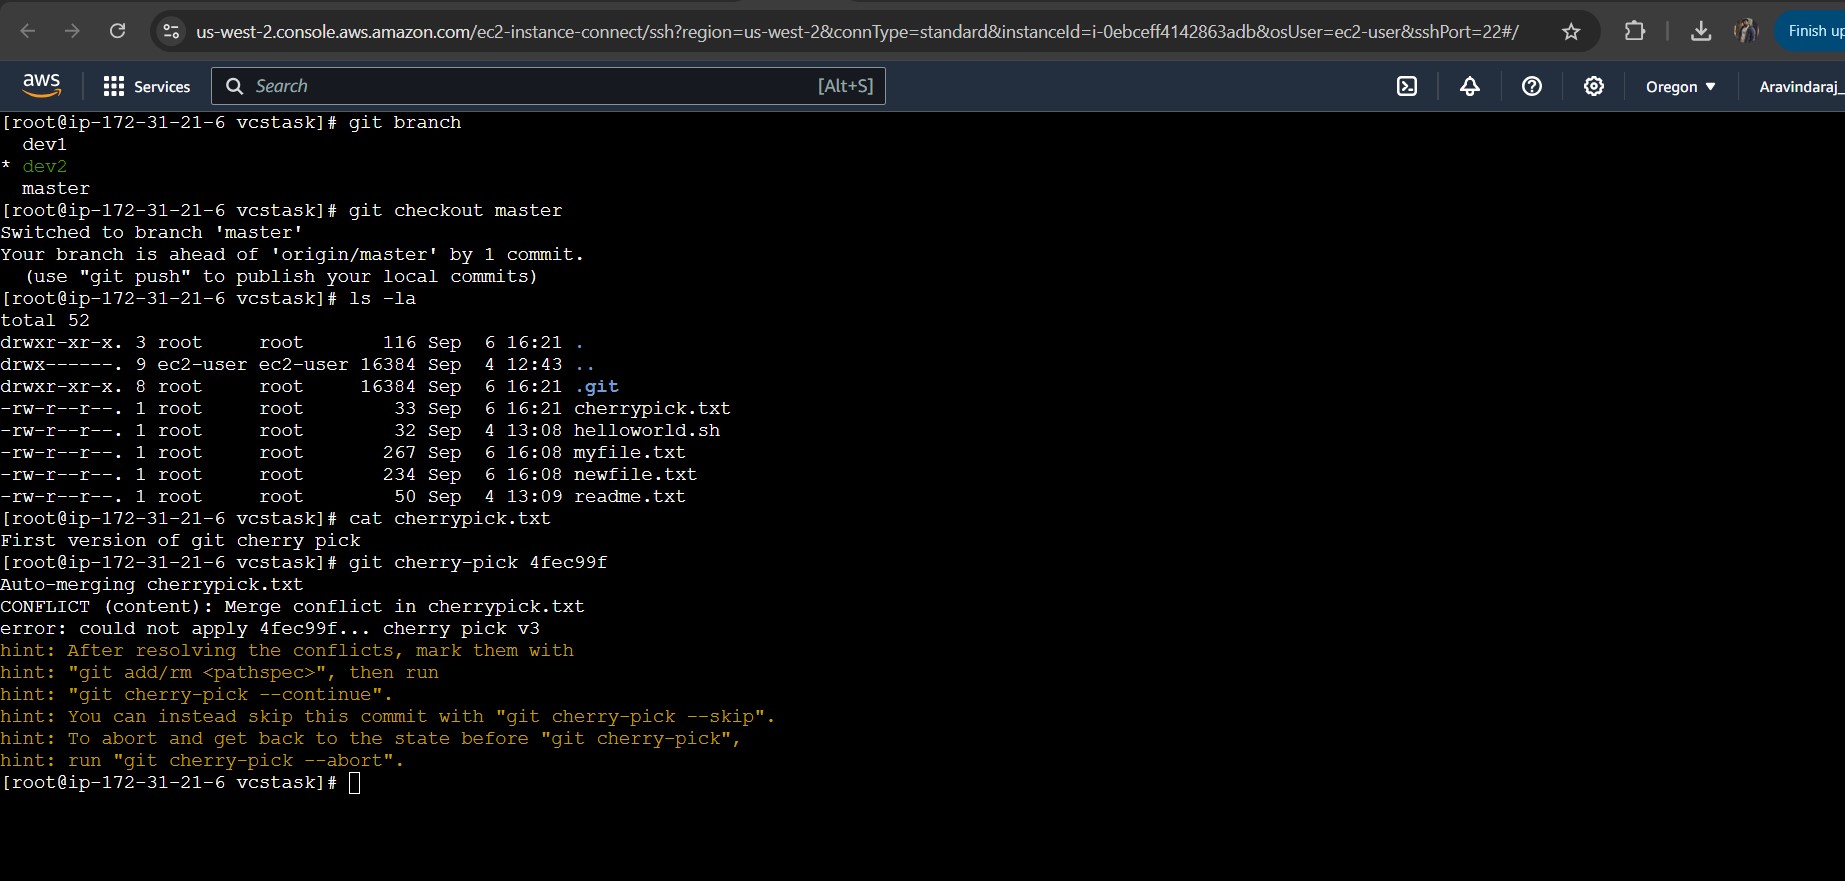 us-west-2.console.aws.amazon.com/ec2-instance-connect/ssh?region=us-west-2&connType=standard&instanceId=i-0ebceff4142863adb&osUser=ec2-user&sshPort=22#/
Finish up
aws
Services
Search
[Alt+S]
Oregon
Aravindaraj_
[root@ip-172-31-21-6 vcstask]# git branch
  dev1
* dev2
  master
[root@ip-172-31-21-6 vcstask]# git checkout master
Switched to branch 'master'
Your branch is ahead of 'origin/master' by 1 commit.
  (use "git push" to publish your local commits)
[root@ip-172-31-21-6 vcstask]# ls -la
total 52
drwxr-xr-x. 3 root     root       116 Sep  6 16:21 .
drwx------. 9 ec2-user ec2-user 16384 Sep  4 12:43 ..
drwxr-xr-x. 8 root     root     16384 Sep  6 16:21 .git
-rw-r--r--. 1 root     root        33 Sep  6 16:21 cherrypick.txt
-rw-r--r--. 1 root     root        32 Sep  4 13:08 helloworld.sh
-rw-r--r--. 1 root     root       267 Sep  6 16:08 myfile.txt
-rw-r--r--. 1 root     root       234 Sep  6 16:08 newfile.txt
-rw-r--r--. 1 root     root        50 Sep  4 13:09 readme.txt
[root@ip-172-31-21-6 vcstask]# cat cherrypick.txt
First version of git cherry pick
[root@ip-172-31-21-6 vcstask]# git cherry-pick 4fec99f
Auto-merging cherrypick.txt
CONFLICT (content): Merge conflict in cherrypick.txt
error: could not apply 4fec99f... cherry pick v3
hint: After resolving the conflicts, mark them with
hint: "git add/rm <pathspec>", then run
hint: "git cherry-pick --continue".
hint: You can instead skip this commit with "git cherry-pick --skip".
hint: To abort and get back to the state before "git cherry-pick",
hint: run "git cherry-pick --abort".
[root@ip-172-31-21-6 vcstask]#